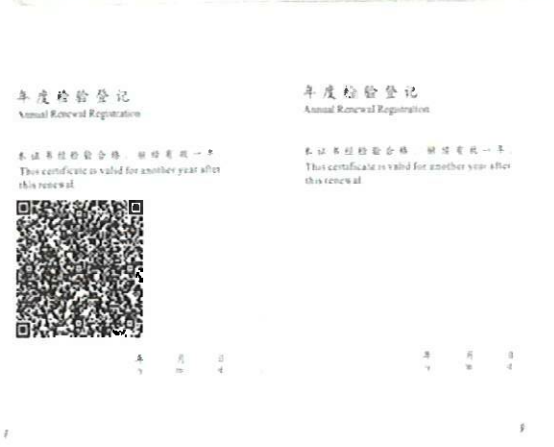 年度检验登记
Annual Renewal Registration
本证书经检验合格，继续有效一年。
This certificate is valid for another year after
this renewal
年 月 日
y m d
年度检验登记
Annual Renewal Registration
本证书经检验合格，继续有效一年。
This certificate is valid for another year after
this renewal
年 月 日
y m d